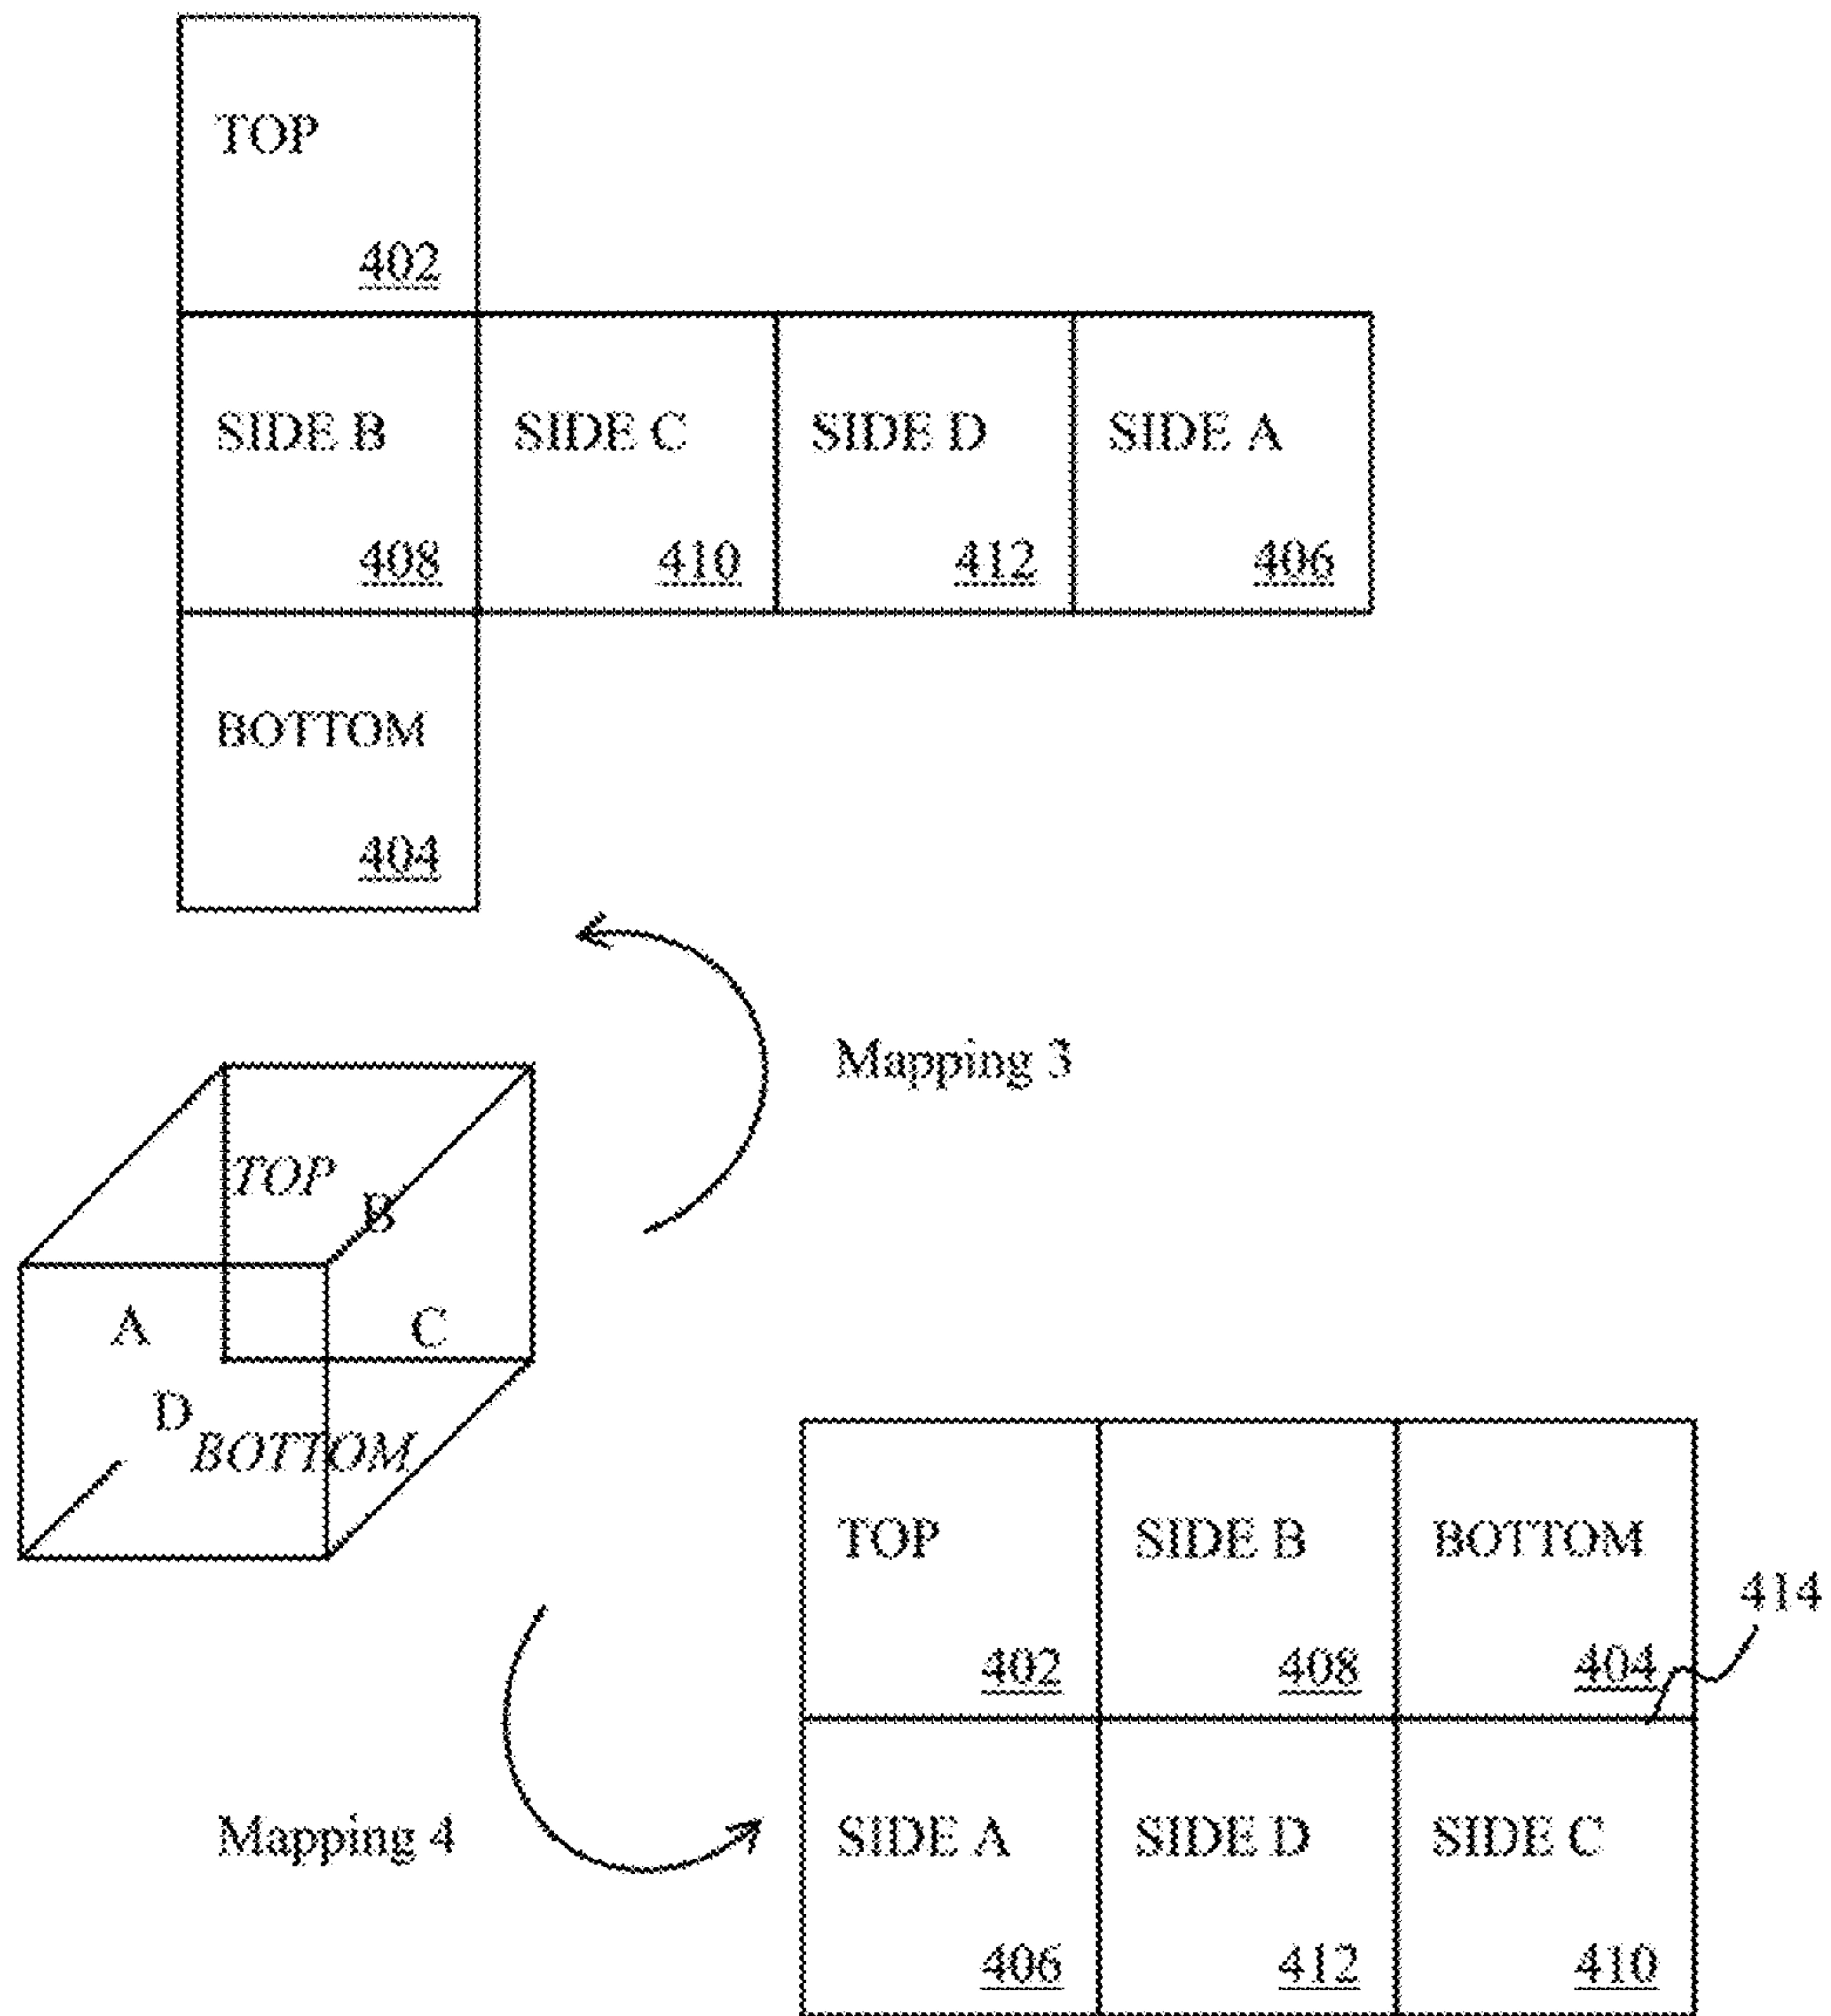 TOP
402
SIDE B
SIDE C
SIDE D
SIDE A
408
410
412
406
BOTTOM
404
Mapping 3
TOP
B
A
C
D
BOTTOM
TOP
SIDE B
BOTTOM
414
402
408
404
Mapping 4
SIDE A
SIDE D
SIDE C
406
412
410